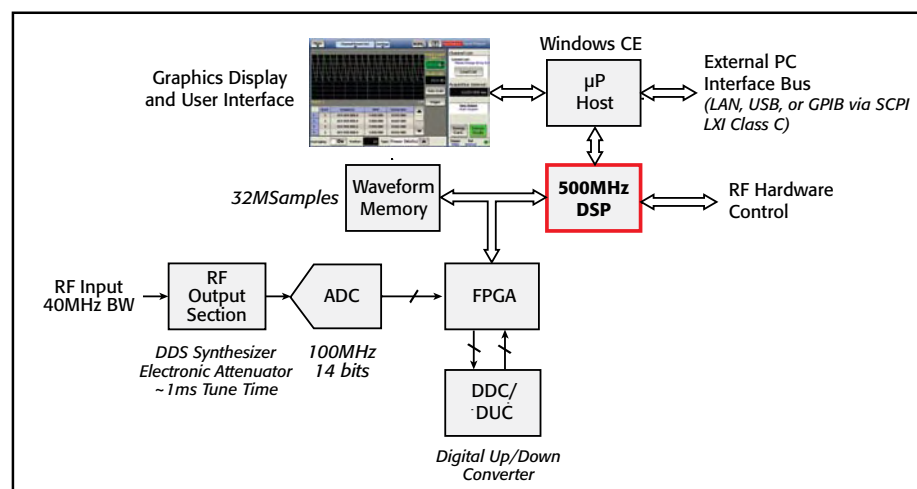 Windows CE
Graphics Display
and User Interface
µP
Host
External PC
Interface Bus
(LAN, USB, or GPIB via SCPI
LXI Class C)
32MSamples
Waveform
Memory
500MHz
DSP
RF Hardware
Control
RF Input
40MHz BW
RF
Output
Section
ADC
FPGA
DDS Synthesizer
Electronic Attenuator
~1ms Tune Time
100MHz
14 bits
DDC/
DUC
Digital Up/Down
Converter